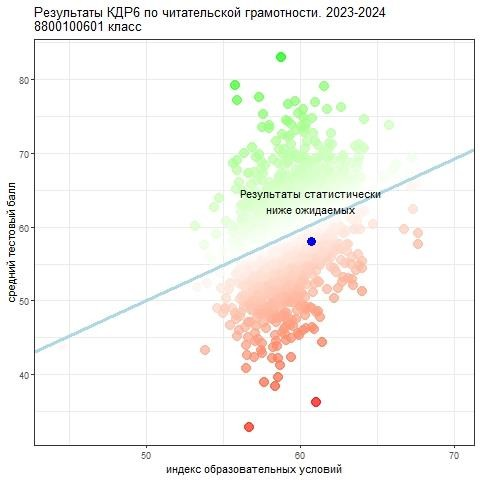 Результаты КДР6 по читательской грамотности. 2023-2024
8800100601 класс
средний тестовый балл
80
70
60
50
40
Результаты статистически
ниже ожидаемых
50
60
70
индекс образовательных условий